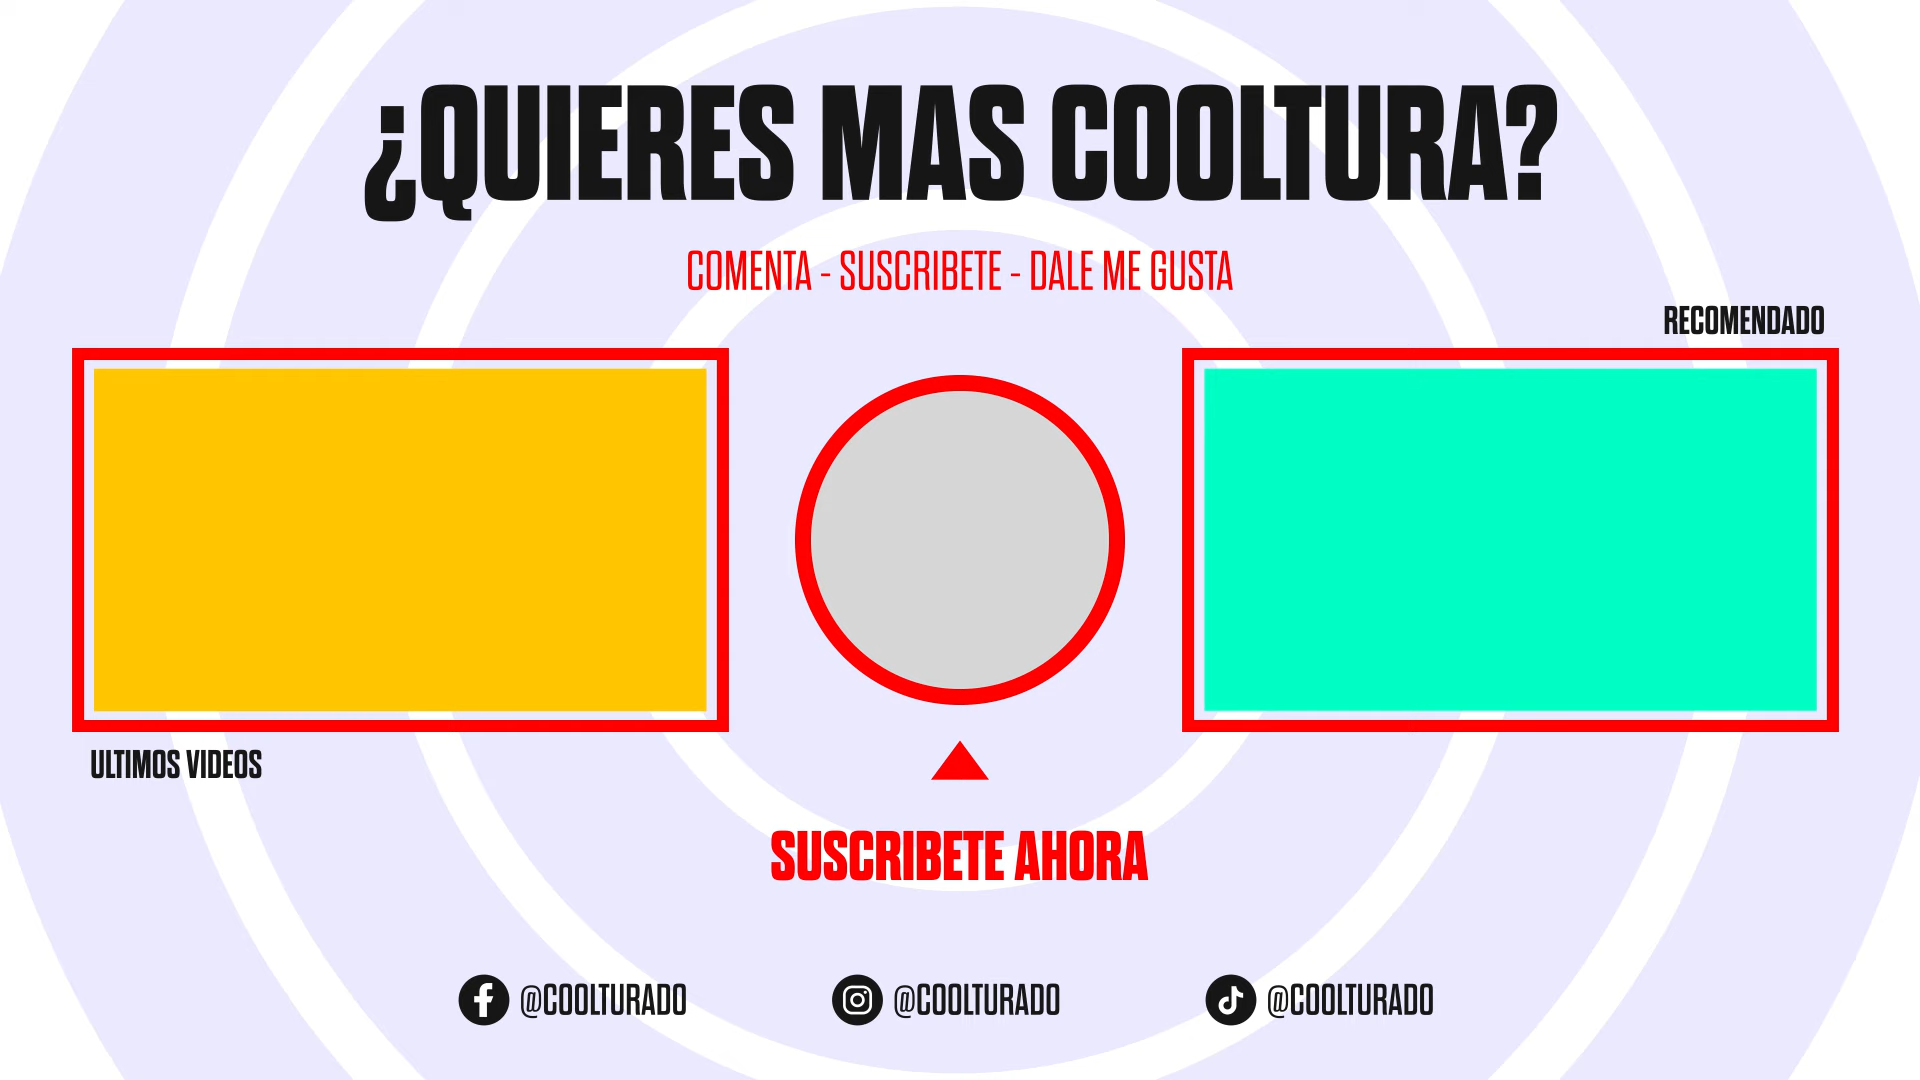 ¿QUIERES MAS COOLTURA?
COMENTA - SUSCRIBETE - DALE ME GUSTA
RECOMENDADO
ULTIMOS VIDEOS
SUSCRIBETE AHORA
@COOLTURADO
@COOLTURADO
@COOLTURADO